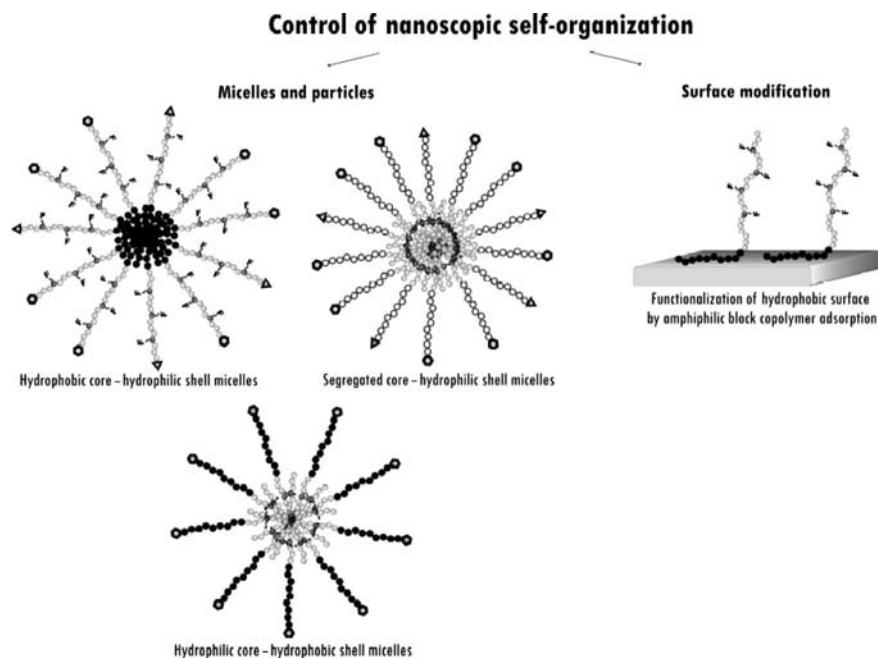 Control of nanoscopic self-organization
Micelles and particles
Surface modification
Functionalization of hydrophobic surface
by amphiphilic block copolymer adsorption
Hydrophobic core – hydrophilic shell micelles
Segregated core – hydrophilic shell micelles
Hydrophilic core – hydrophobic shell micelles